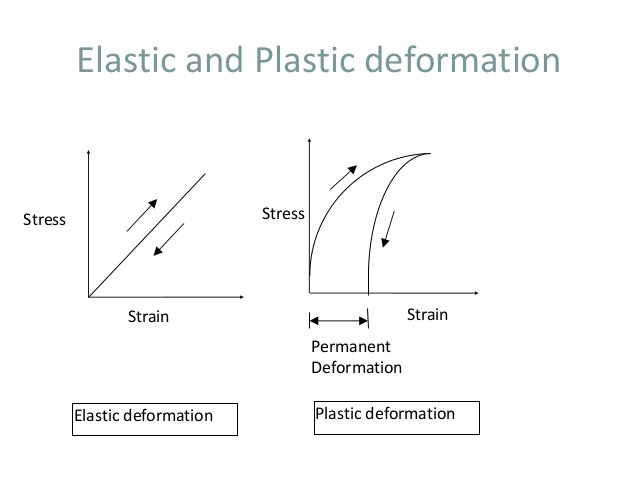 Elastic and Plastic deformation
Stress
Strain
Stress
Strain
Permanent
Deformation
Elastic deformation
Plastic deformation